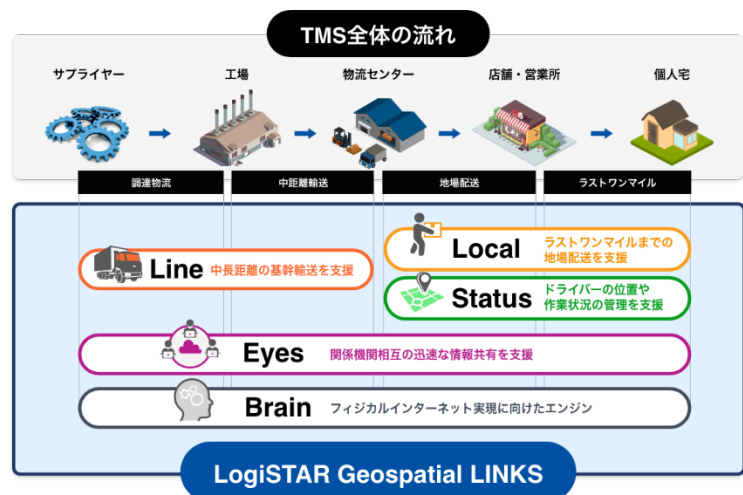 TMS全体の流れ
サプライヤー
工場
物流センター
店舗・営業所
個人宅
調達物流
中距離輸送
地場配送
ラストワンマイル
Line
中長距離の基幹輸送を支援
Local
ラストワンマイルまでの
地場配送を支援
Status
ドライバーの位置や
作業状況の管理を支援
Eyes
関係機関相互の迅速な情報共有を支援
Brain
フィジカルインターネット実現に向けたエンジン
LogiSTAR Geospatial LINKS